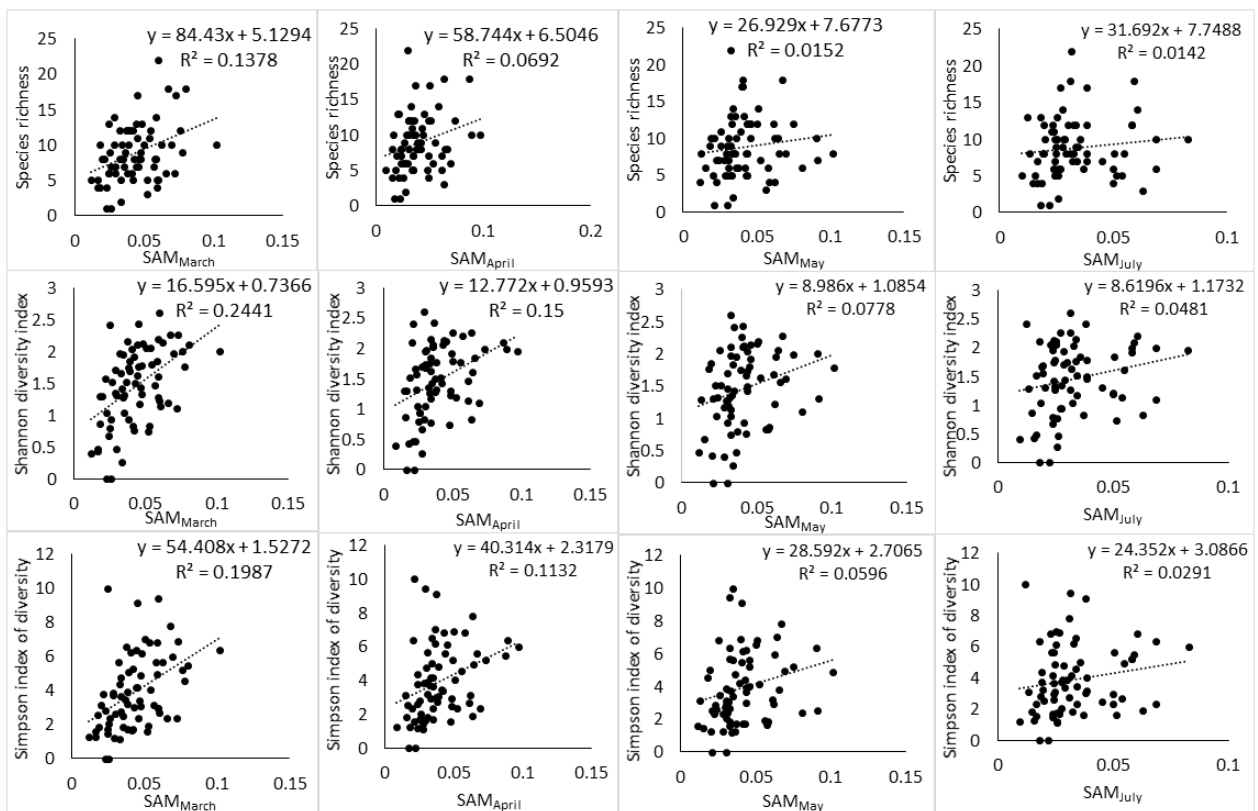 y = 84.43x + 5.1294
R² = 0.1378
Species richness
25
20
15
10
5
0
0 0.05 0.1 0.15
SAMMarch
y = 58.744x + 6.5046
R² = 0.0692
Species richness
25
20
15
10
5
0
0 0.1 0.2
SAMApril
y = 26.929x + 7.6773
R² = 0.0152
Species richness
25
20
15
10
5
0
0 0.05 0.1 0.15
SAMMay
y = 31.692x + 7.7488
R² = 0.0142
Species richness
25
20
15
10
5
0
0 0.05 0.1
SAMJuly
y = 16.595x + 0.7366
R² = 0.2441
Shannon diversity index
3
2.5
2
1.5
1
0.5
0
0 0.05 0.1 0.15
SAMMarch
y = 12.772x + 0.9593
R² = 0.15
Shannon diversity index
3
2.5
2
1.5
1
0.5
0
0 0.05 0.1 0.15
SAMApril
y = 8.986x + 1.0854
R² = 0.0778
Shannon diversity index
3
2.5
2
1.5
1
0.5
0
0 0.05 0.1 0.15
SAMMay
y = 8.6196x + 1.1732
R² = 0.0481
Shannon diversity index
3
2.5
2
1.5
1
0.5
0
0 0.05 0.1
SAMJuly
y = 54.408x + 1.5272
R² = 0.1987
Simpson index of diversity
12
10
8
6
4
2
0
0 0.05 0.1 0.15
SAMMarch
y = 40.314x + 2.3179
R² = 0.1132
Simpson index of diversity
12
10
8
6
4
2
0
0 0.05 0.1 0.15
SAMApril
y = 28.592x + 2.7065
R² = 0.0596
Simpson index of diversity
12
10
8
6
4
2
0
0 0.05 0.1 0.15
SAMMay
y = 24.352x + 3.0866
R² = 0.0291
Simpson index of diversity
12
10
8
6
4
2
0
0 0.05 0.1
SAMJuly